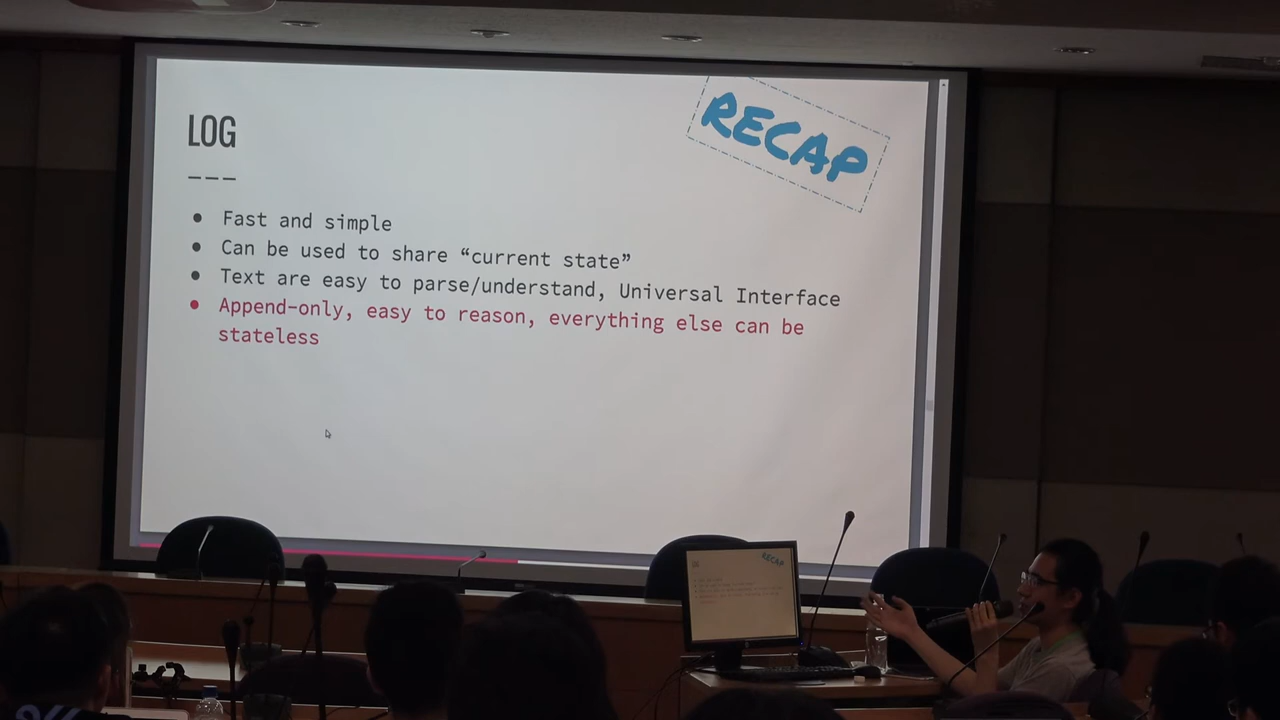 RECAP
LOG
---
● Fast and simple
● Can be used to share “current state”
● Text are easy to parse/understand, Universal Interface
● Append-only, easy to reason, everything else can be
stateless
RECAP